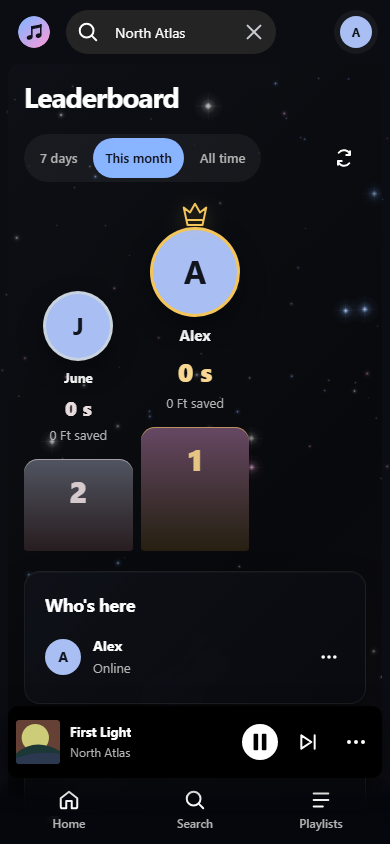 North Atlas
A
Leaderboard
7 days
This month
All time
A
Alex
0 s
0 Ft saved
J
June
0 s
0 Ft saved
1
2
Who's here
A
Alex
Online
First Light
North Atlas
Home
Search
Playlists